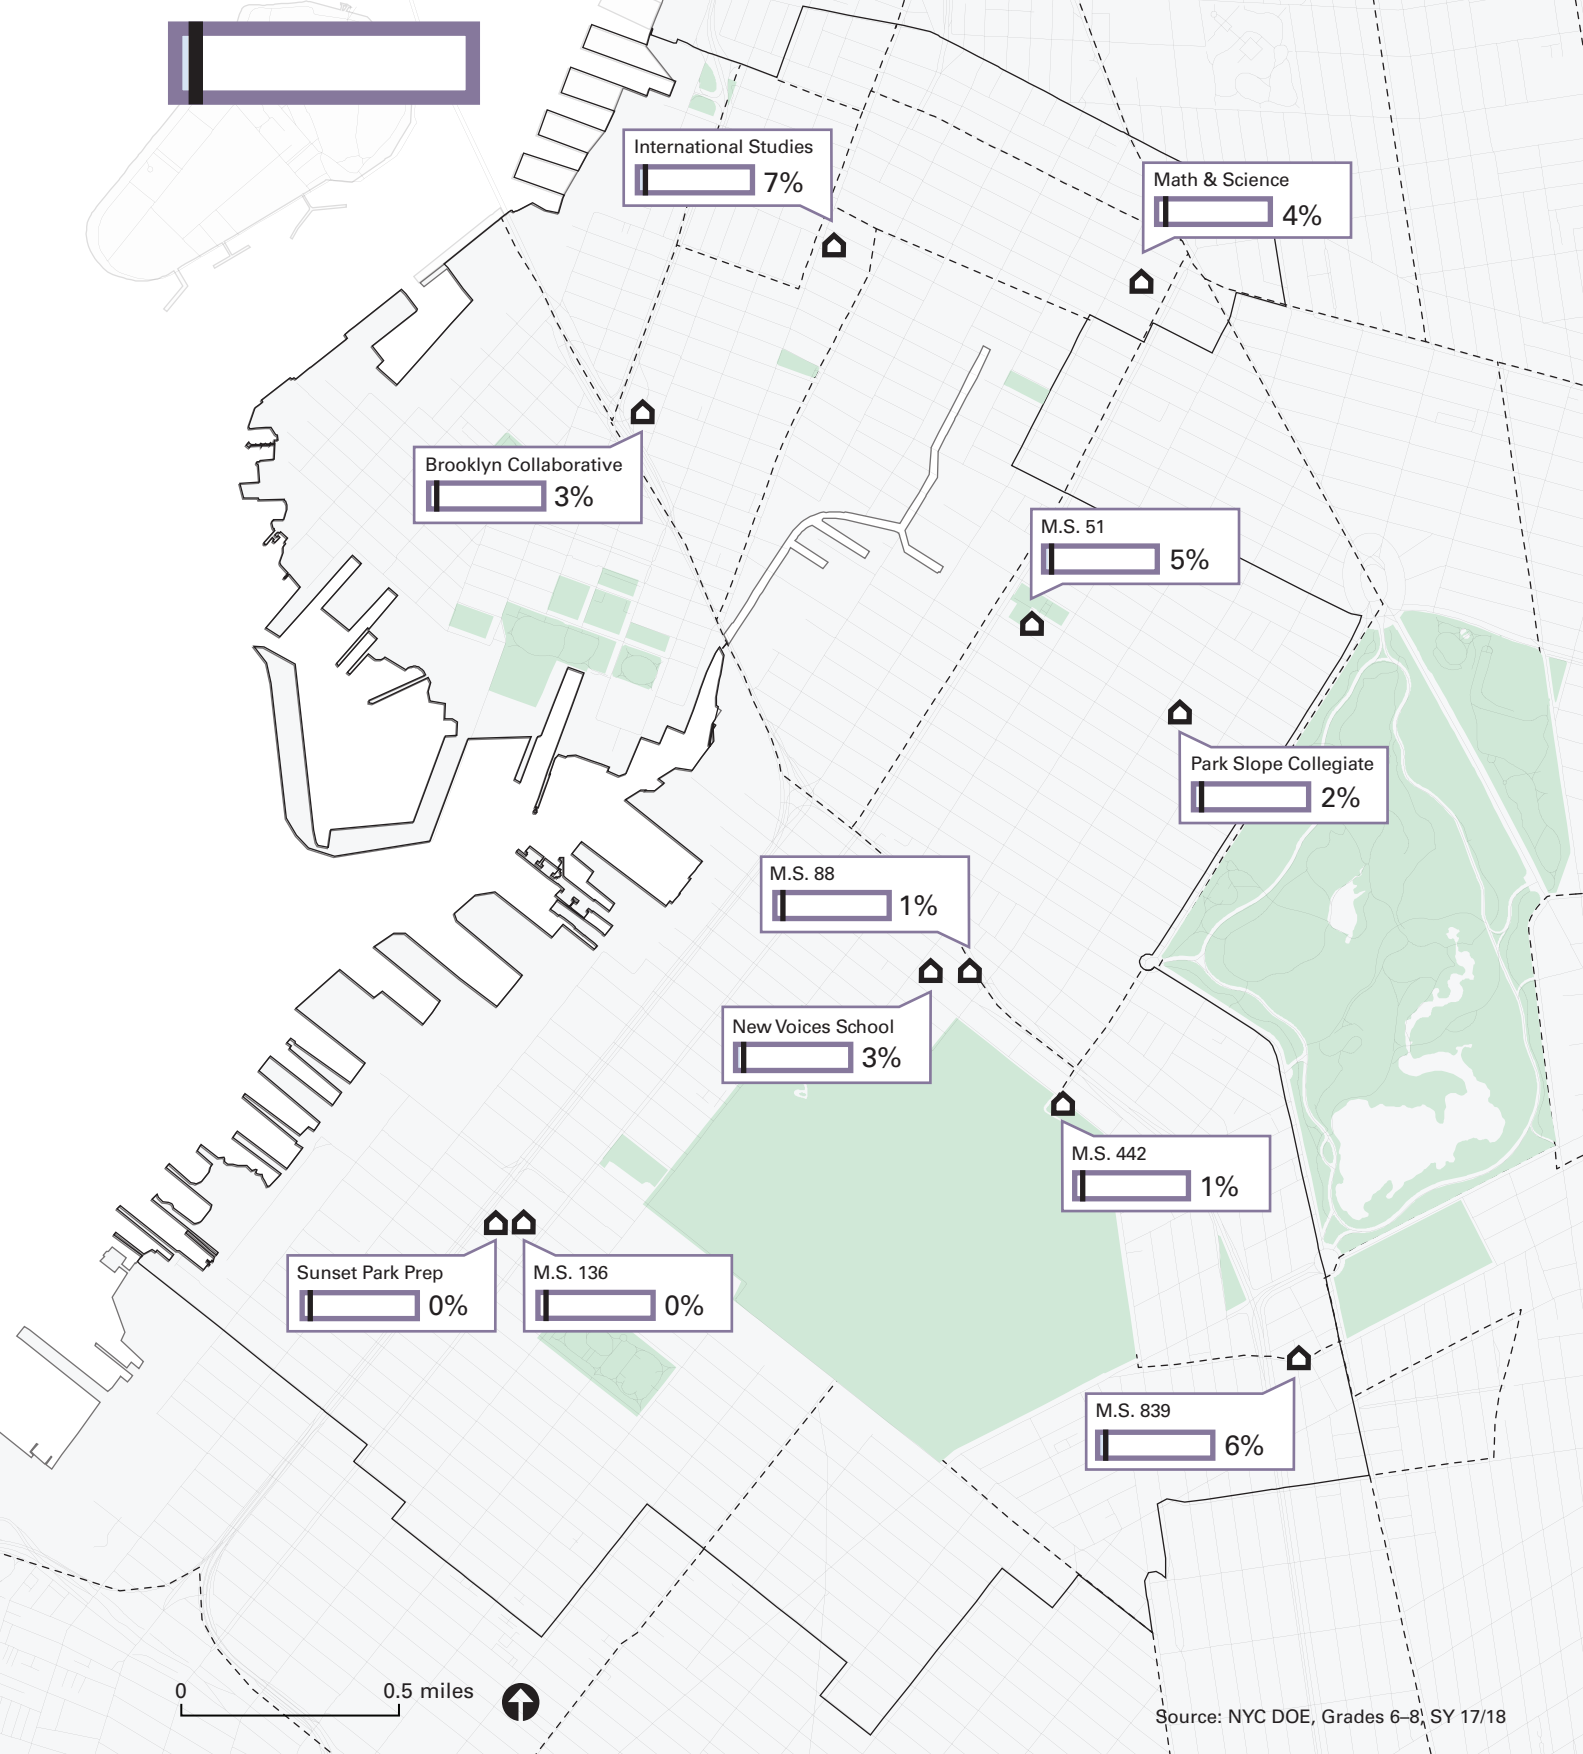 International Studies
7%
Math & Science
4%
Brooklyn Collaborative
3%
M.S. 51
5%
Park Slope Collegiate
2%
M.S. 88
1%
New Voices School
3%
M.S. 442
1%
Sunset Park Prep
0%
M.S. 136
0%
M.S. 839
6%
0
0.5 miles
Source: NYC DOE, Grades 6–8, SY 17/18